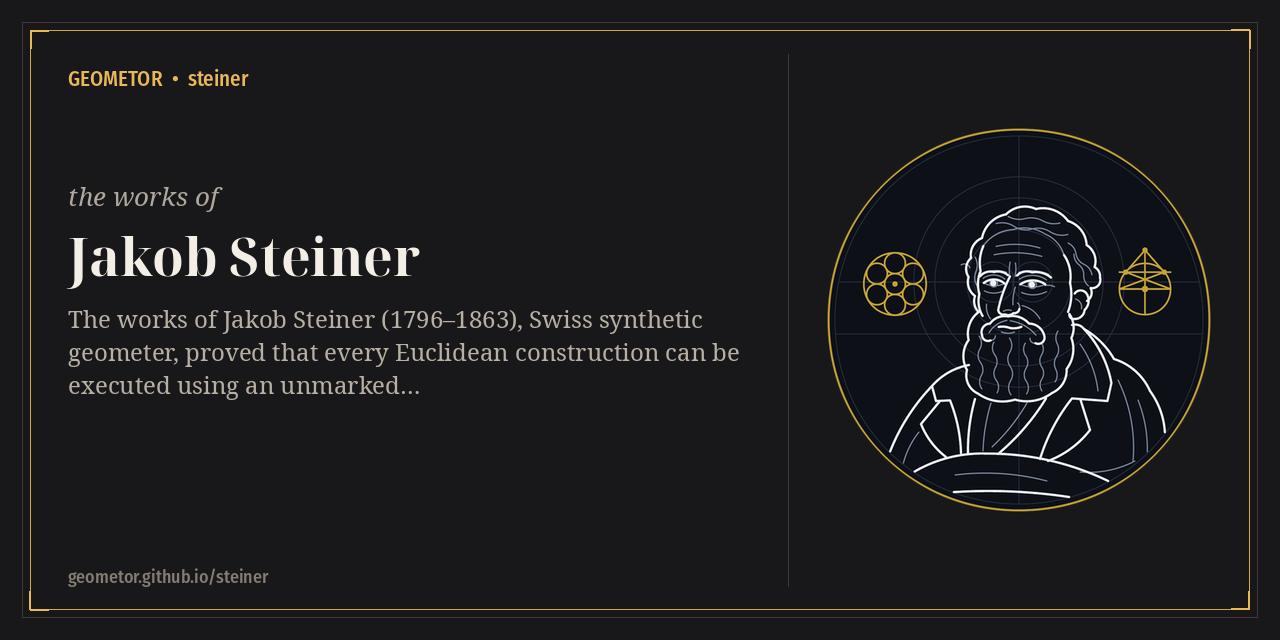 GEOMETOR • steiner
the works of
Jakob Steiner
The works of Jakob Steiner (1796–1863), Swiss synthetic
geometer, proved that every Euclidean construction can be
executed using an unmarked...
geometor.github.io/steiner